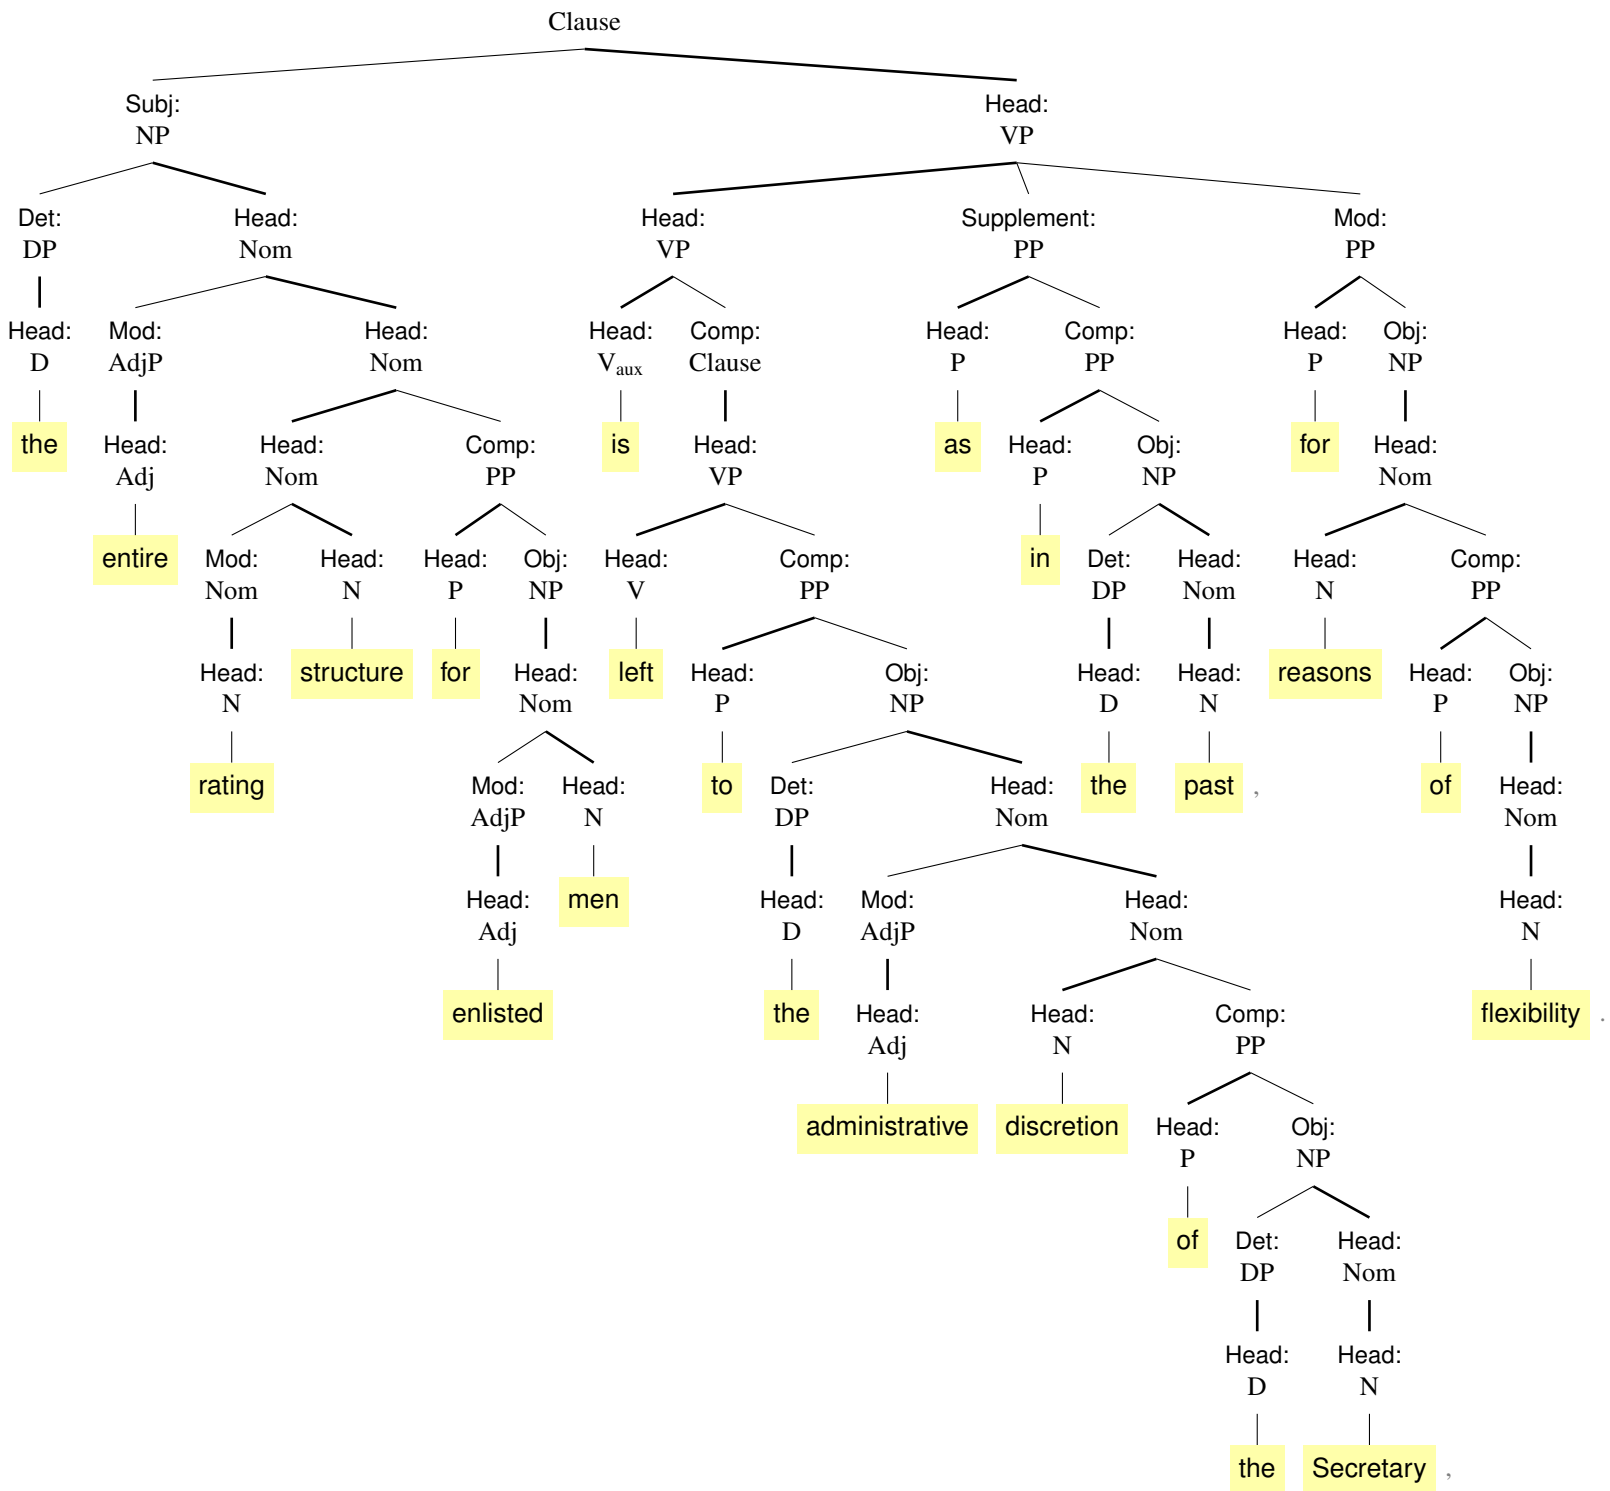 Clause
Subj: Head:
NP VP
Det: Head: Head: Supplement: Mod:
DP Nom VP PP PP
Head: Mod: Head: Head: Comp: Head: Comp: Head: Obj:
D AdjP Nom Vaux Clause P PP P NP
the Head: Head: Comp: is Head: as Head: Obj: for Head:
Adj Nom PP VP P NP Nom
entire Mod: Head: Head: Obj: Head: Comp: in Det: Head: Head: Comp:
Nom N P NP V PP DP Nom N PP
Head: structure for Head: left Head: Obj: Head: Head: reasons Head: Obj:
N Nom P NP D N P NP
rating Mod: Head: to Det: Head: the past , of Head:
AdjP N DP Nom Nom
Head: men Head: Mod: Head: Head:
Adj D AdjP Nom N
enlisted the Head: Head: Comp: flexibility .
Adj N PP
administrative discretion Head: Obj:
P NP
of Det: Head:
DP Nom
Head: Head:
D N
the Secretary ,